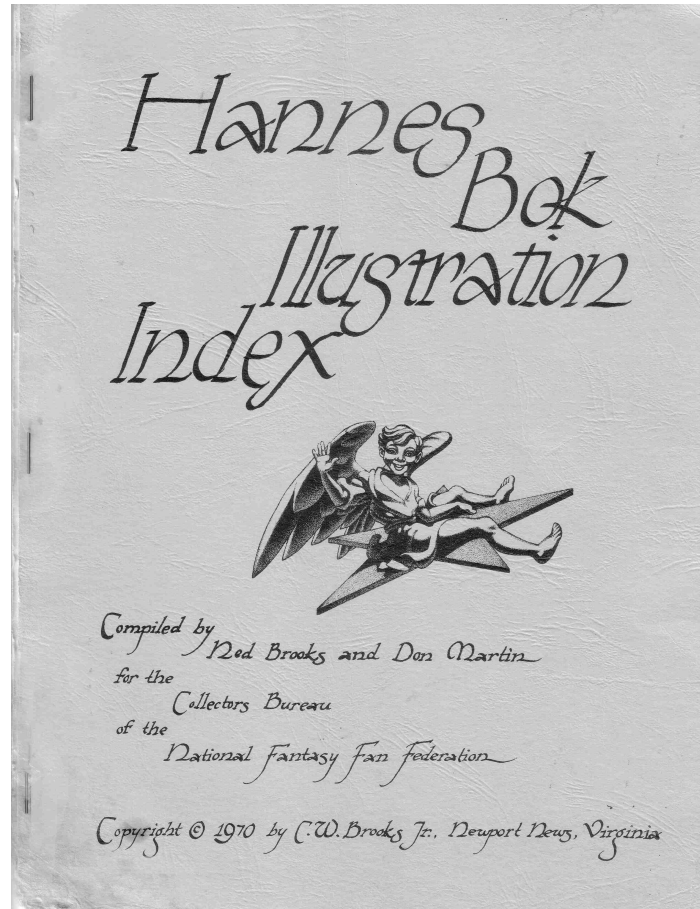 Hannes
Bok
Illustration
Index
Compiled by
Ned Brooks and Don Martin
for the
Collectors Bureau
of the
National Fantasy Fan Federation
Copyright © 1970 by C.W. Brooks Jr., Newport News, Virginia